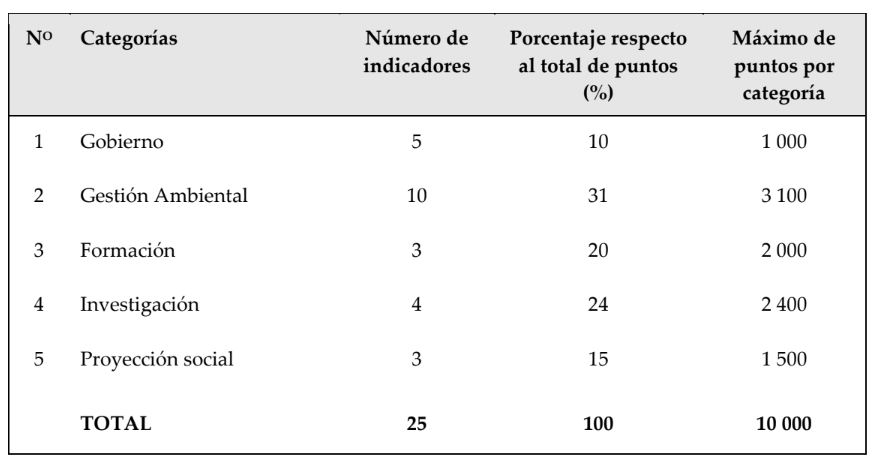 Nº Categorías Número de indicadores Porcentaje respecto al total de puntos (%) Máximo de puntos por categoría
1 Gobierno 5 10 1 000
2 Gestión Ambiental 10 31 3 100
3 Formación 3 20 2 000
4 Investigación 4 24 2 400
5 Proyección social 3 15 1 500
TOTAL 25 100 10 000